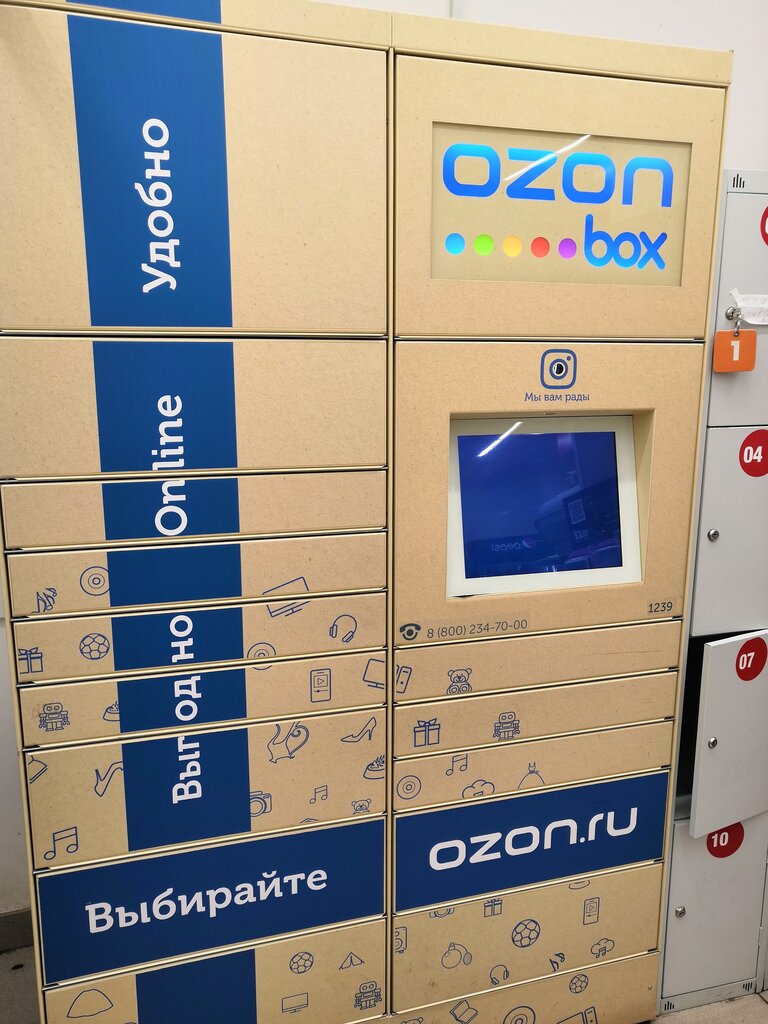 Удобно
Online
Выгодно
Выбирайте
ozon
box
Мы вам рады
pepsi
8 (800) 234-70-00
1239
ozon.ru
1
04
07
10